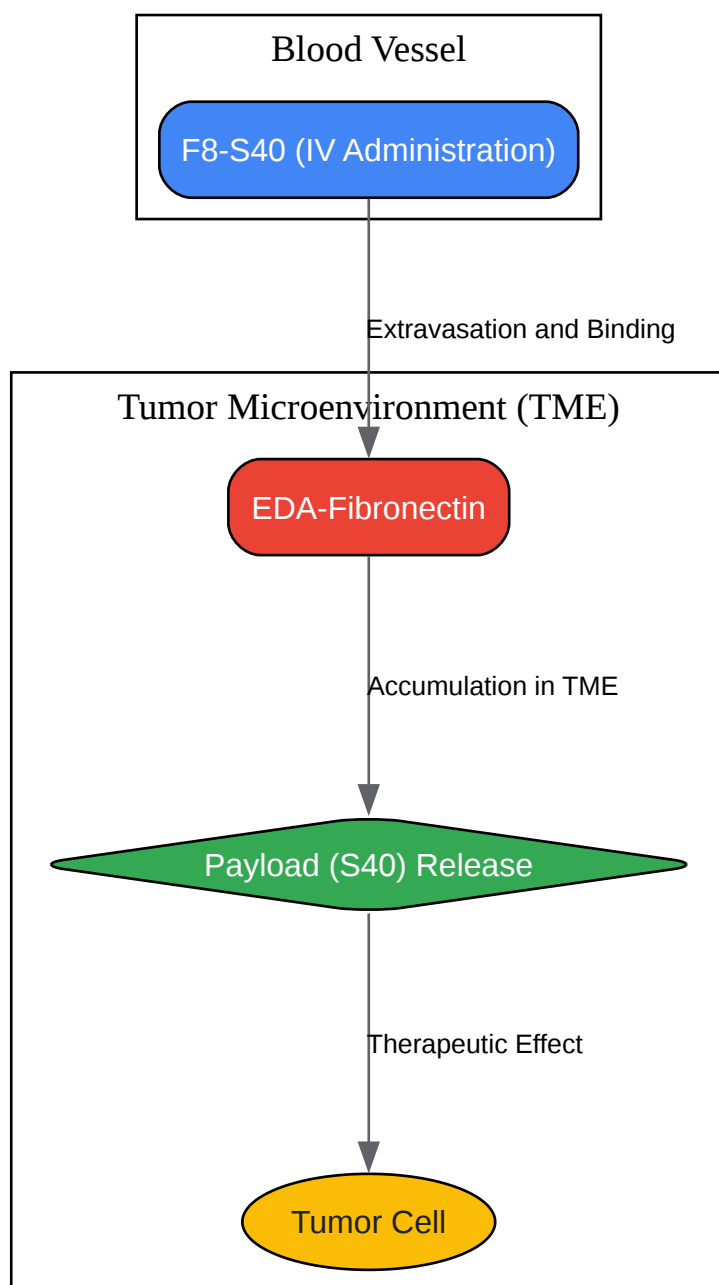 Blood Vessel
F8-S40 (IV Administration)
Extravasation and Binding
Tumor Microenvironment (TME)
EDA-Fibronectin
Accumulation in TME
Payload (S40) Release
Therapeutic Effect
Tumor Cell